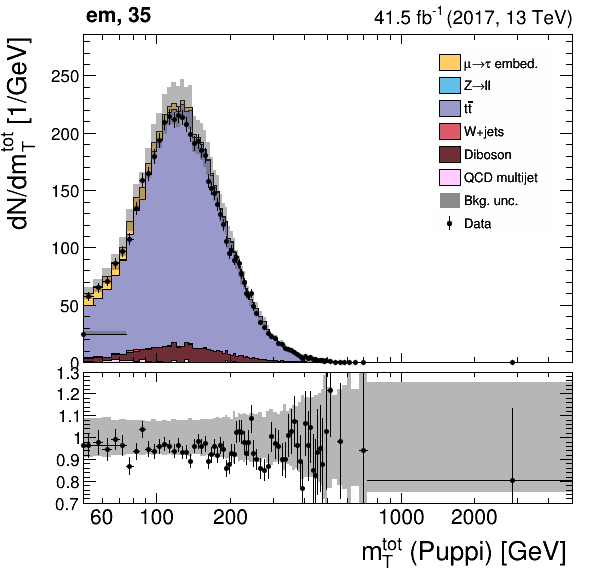 em, 35
41.5 fb⁻¹ (2017, 13 TeV)
dN/dm_T^tot [1/GeV]
250
200
150
100
50
0
μ→τ embed.
Z→ll
tt̅
W+jets
Diboson
QCD multijet
Bkg. unc.
Data
1.3
1.2
1.1
1
0.9
0.8
0.7
60 100 200 1000 2000
m_T^tot (Puppi) [GeV]